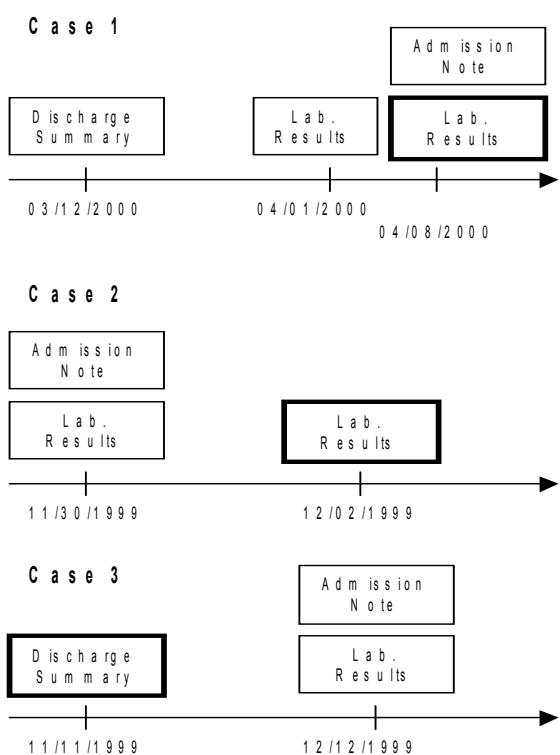 Case 1
Admission
Note
Discharge
Summary
Lab.
Results
Lab.
Results
03/12/2000
04/01/2000
04/08/2000
Case 2
Admission
Note
Lab.
Results
Lab.
Results
11/30/1999
12/02/1999
Case 3
Admission
Note
Discharge
Summary
Lab.
Results
11/11/1999
12/12/1999